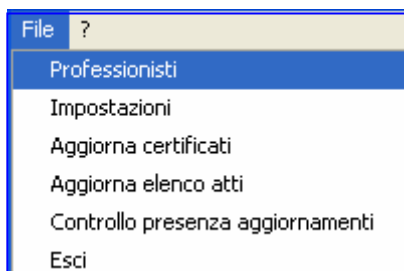 File ?
Professionisti
Impostazioni
Aggiorna certificati
Aggiorna elenco atti
Controllo presenza aggiornamenti
Esci